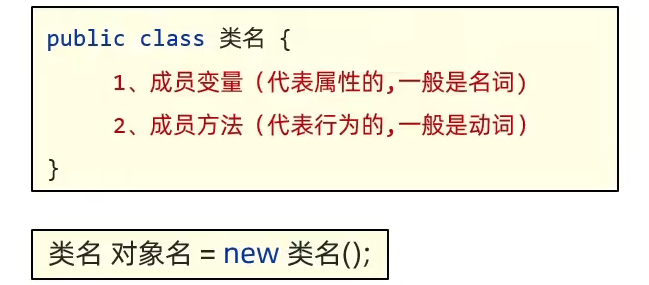 public class 类名 {
1、成员变量（代表属性的,一般是名词)
2、成员方法（代表行为的,一般是动词）
}
类名 对象名 = new 类名();